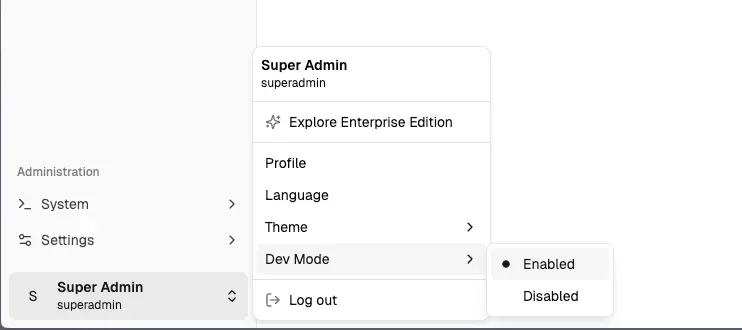 Administration
System
Settings
S
Super Admin
superadmin
Super Admin
superadmin
Explore Enterprise Edition
Profile
Language
Theme
Dev Mode
Log out
Enabled
Disabled